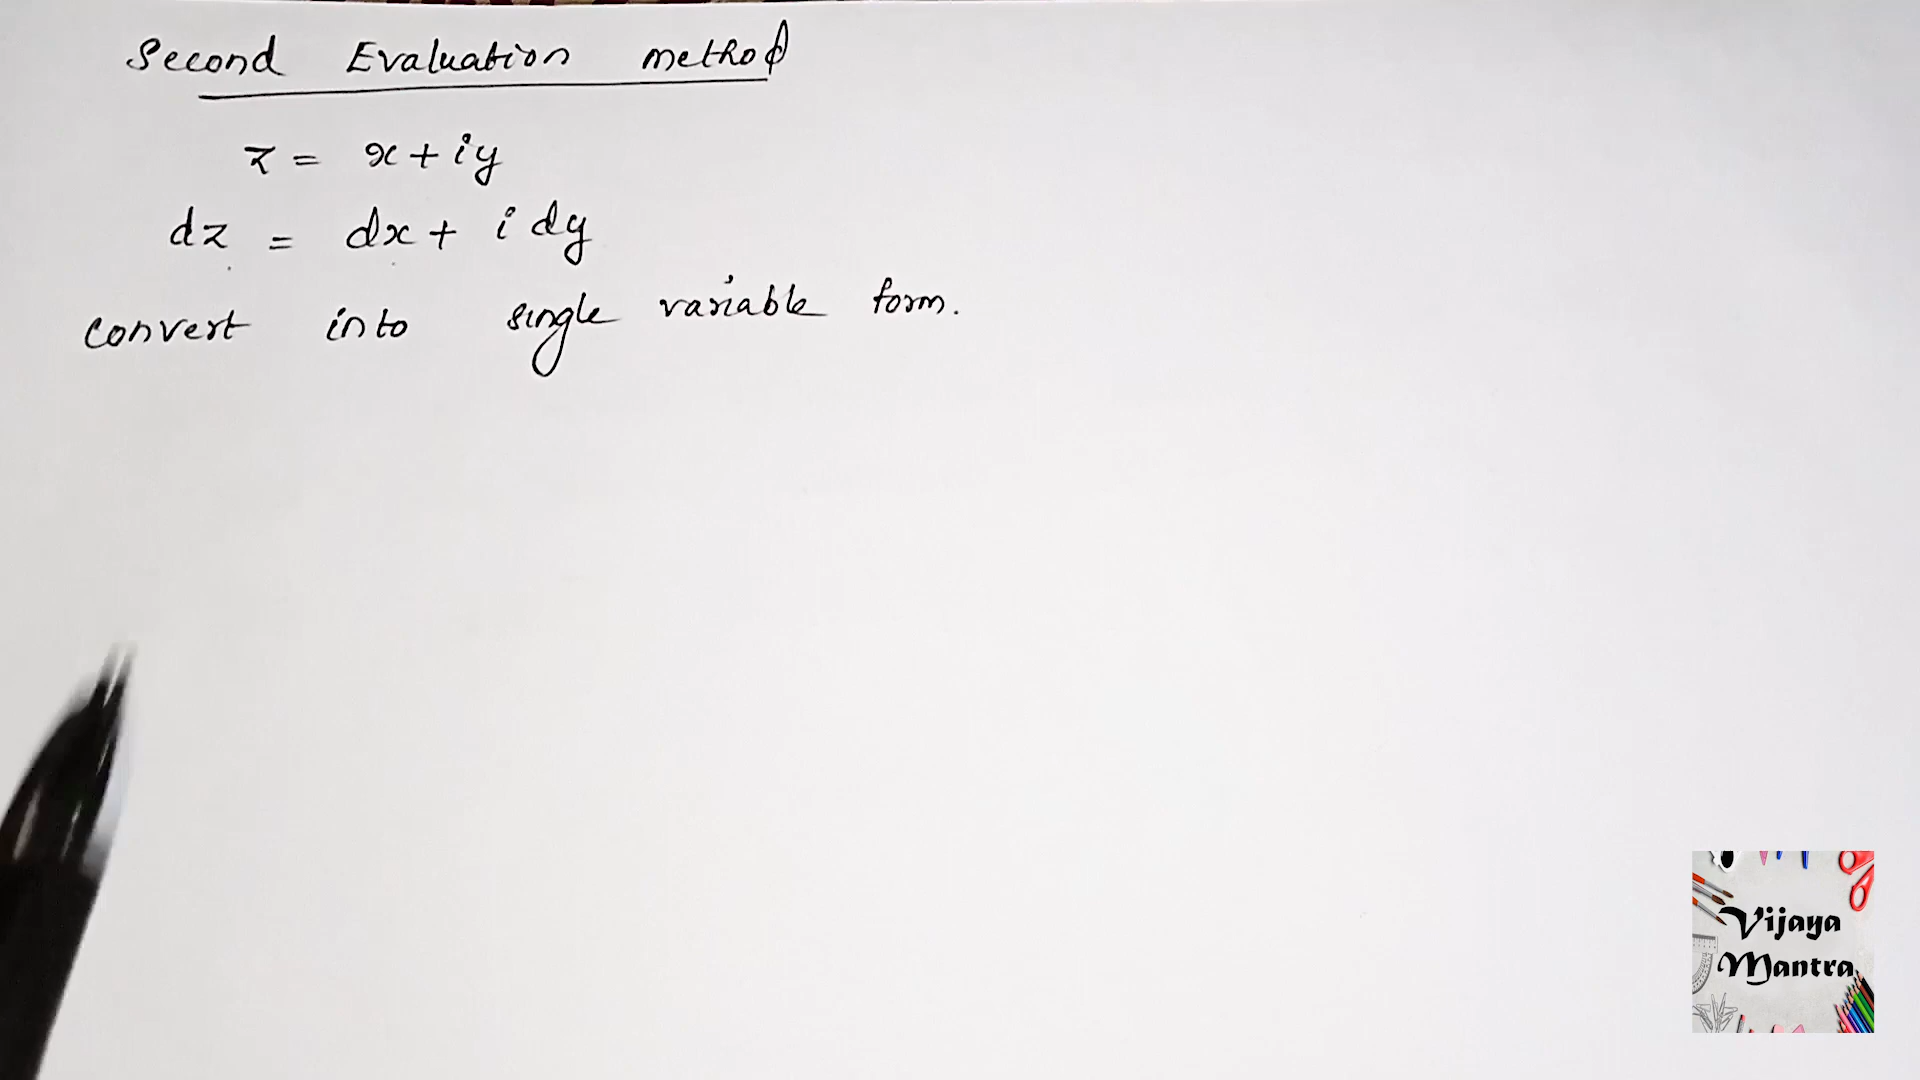 Second Evaluation method
z = x + iy
dz = dx + i dy
convert into single variable form.
Vijaya
Mantra